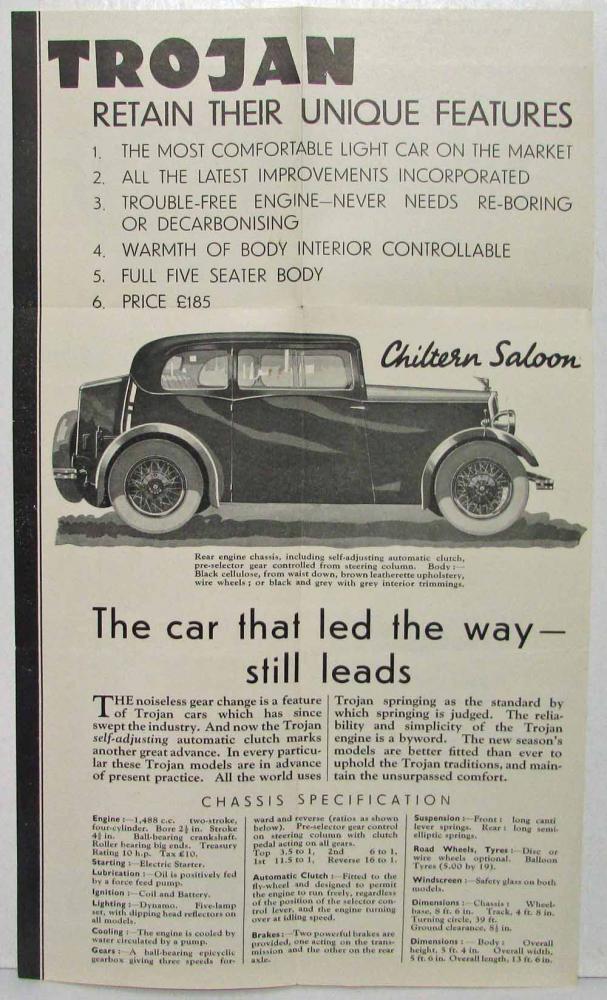 TROJAN
RETAIN THEIR UNIQUE FEATURES
1. THE MOST COMFORTABLE LIGHT CAR ON THE MARKET
2. ALL THE LATEST IMPROVEMENTS INCORPORATED
3. TROUBLE-FREE ENGINE—NEVER NEEDS RE-BORING
OR DECARBONISING
4. WARMTH OF BODY INTERIOR CONTROLLABLE
5. FULL FIVE SEATER BODY
6. PRICE £185
Chiltern Saloon
Rear engine chassis, including self-adjusting automatic clutch,
pre-selector gear controlled from steering column. Body :—
Black cellulose, from waist down, brown leatherette upholstery,
wire wheels ; or black and grey with grey interior trimmings.
The car that led the way—
still leads
THE noiseless gear change is a feature
of Trojan cars which has since
swept the industry. And now the Trojan
self-adjusting automatic clutch marks
another great advance. In every particu-
lar these Trojan models are in advance
of present practice. All the world uses
Trojan springing as the standard by
which springing is judged. The relia-
bility and simplicity of the Trojan
engine is a byword. The new season's
models are better fitted than ever to
uphold the Trojan traditions, and main-
tain the unsurpassed comfort.
CHASSIS SPECIFICATION
Engine :—1,488 c.c. two-stroke,
four-cylinder. Bore 2½ in. Stroke
4⅝ in. Ball-bearing crankshaft.
Roller bearing big ends. Treasury
Rating 10 h.p. Tax £10.
Starting :—Electric Starter.
Lubrication :—Oil is positively fed
by a force feed pump.
Ignition :—Coil and Battery.
Lighting :—Dynamo. Five-lamp
set, with dipping head reflectors on
all models.
Cooling :—The engine is cooled by
water circulated by a pump.
Gears :—A ball-bearing epicyclic
gearbox giving three speeds for-
ward and reverse (ratios as shown
below). Pre-selector gear control
on steering column with clutch
pedal acting on all gears.
Top 3.5 to 1, 2nd 6 to 1,
1st 11.5 to 1, Reverse 16 to 1.
Automatic Clutch :—Fitted to the
fly-wheel and designed to permit
the engine to run freely, regardless
of the position of the selector con-
trol lever, and the engine turning
over at idling speed.
Brakes :—Two powerful brakes are
provided, one acting on the trans-
mission and the other on the rear
axle.
Suspension :—Front : long canti
lever springs. Rear : long semi-
elliptic springs.
Road Wheels, Tyres :—Disc or
wire wheels optional. Balloon
Tyres (5.00 by 19).
Windscreen :—Safety glass on both
models.
Dimensions :—Chassis : Wheel-
base, 8 ft. 6 in. Track, 4 ft. 8 in.
Turning circle, 39 ft.
Ground clearance, 8½ in.
Dimensions :—Body : Overall
height, 5 ft. 4 in. Overall width,
5 ft. 6 in. Overall length, 13 ft. 6 in.